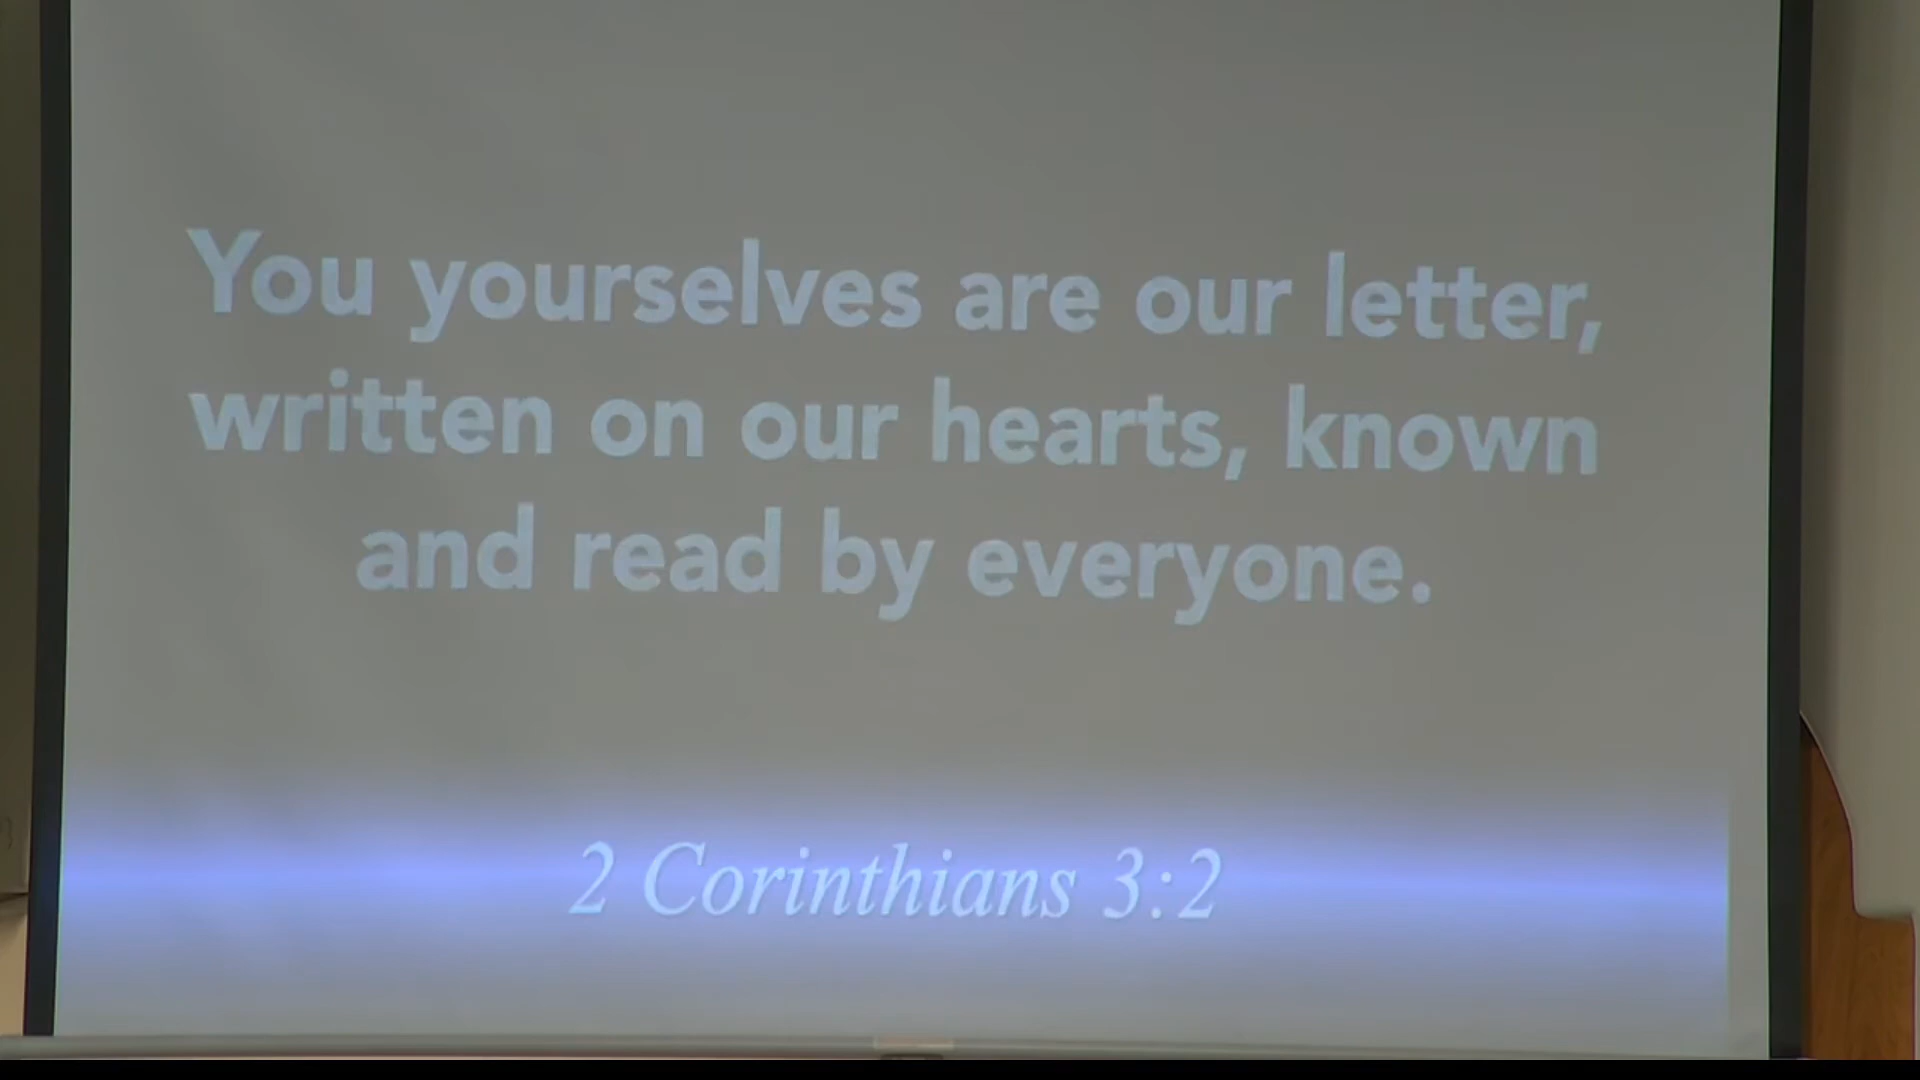 You yourselves are our letter,
written on our hearts, known
and read by everyone.
2 Corinthians 3:2